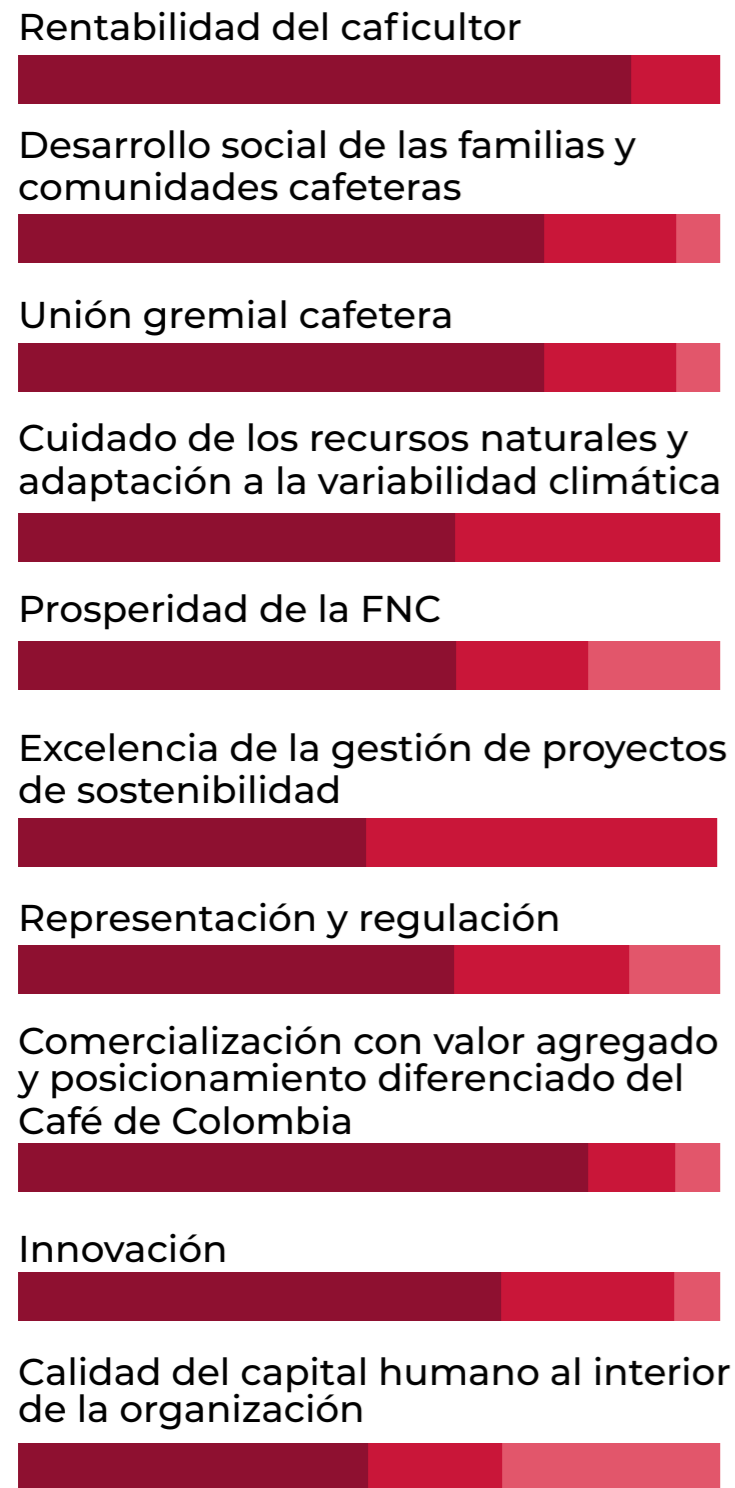 Rentabilidad del caficultor
Desarrollo social de las familias y
comunidades cafeteras
Unión gremial cafetera
Cuidado de los recursos naturales y
adaptación a la variabilidad climática
Prosperidad de la FNC
Excelencia de la gestión de proyectos
de sostenibilidad
Representación y regulación
Comercialización con valor agregado
y posicionamiento diferenciado del
Café de Colombia
Innovación
Calidad del capital humano al interior
de la organización